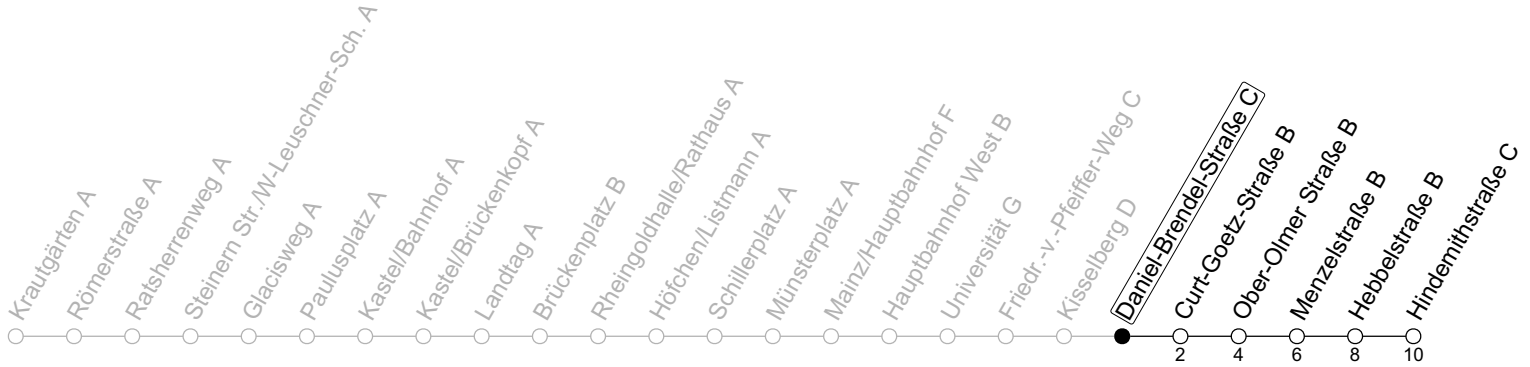 Krautgärten A
Römerstraße A
Ratsherrenweg A
Steinern Str./W-Leuschner-Sch. A
Glacisweg A
Paulusplatz A
Kastel/Bahnhof A
Kastel/Brückenkopf A
Landtag A
Brückenplatz B
Rheingoldhalle/Rathaus A
Höfchen/Listmann A
Schillerplatz A
Münsterplatz A
Mainz/Hauptbahnhof F
Hauptbahnhof West B
Universität G
Friedr.-v.-Pfeiffer-Weg C
Kisselberg D
Daniel-Brendel-Straße C
Curt-Goetz-Straße B
Ober-Olmer Straße B
Menzelstraße B
Hebbelstraße B
Hindemithstraße C
2
4
6
8
10